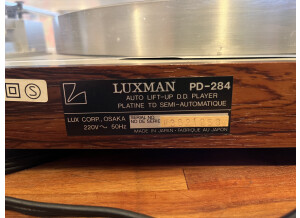 LUXMAN PD-284
AUTO LIFT-UP D.D. PLAYER
PLATINE TD SEMI-AUTOMATIQUE
LUX CORP., OSAKA
220V~ 50Hz
SERIAL NO.
NO DE SERIE
MADE IN JAPAN · FABRIQUE AU JAPON
S